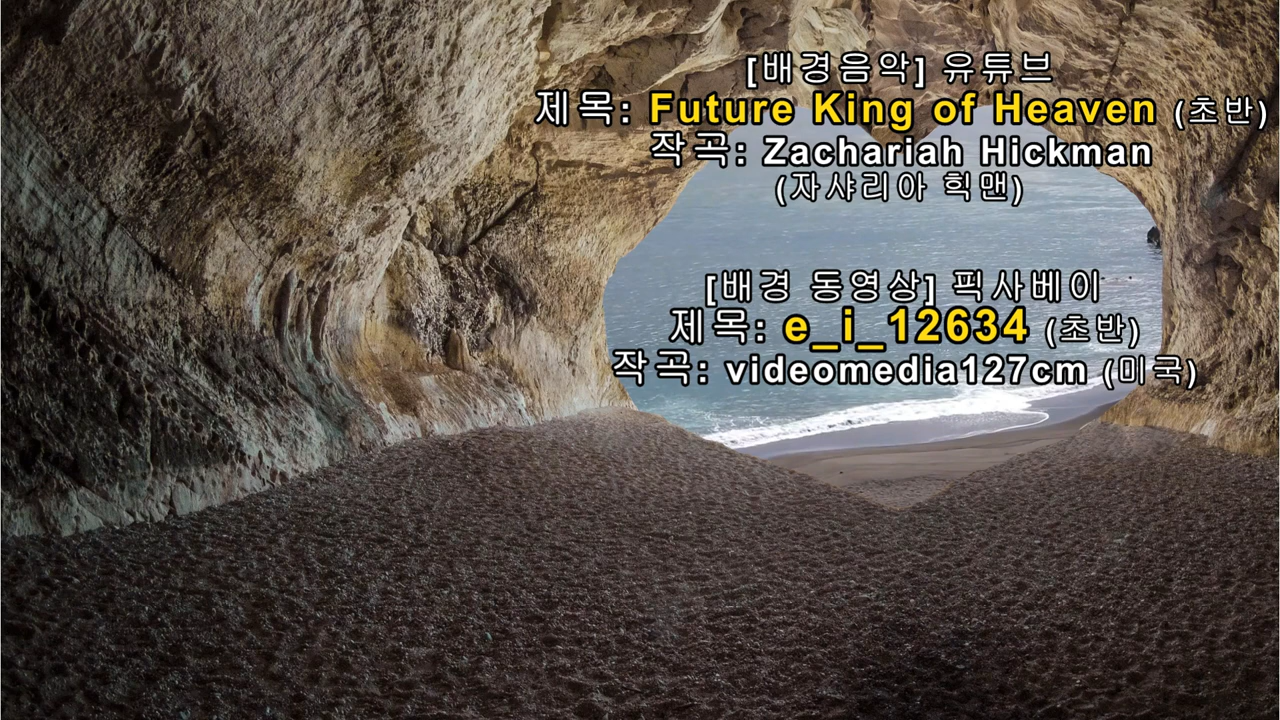 [배경음악] 유튜브
제목: Future King of Heaven (초반)
작곡: Zachariah Hickman
(자샤리아 힉맨)
[배경 동영상] 픽사베이
제목: e_i_12634 (초반)
작곡: videomedia127cm (미국)